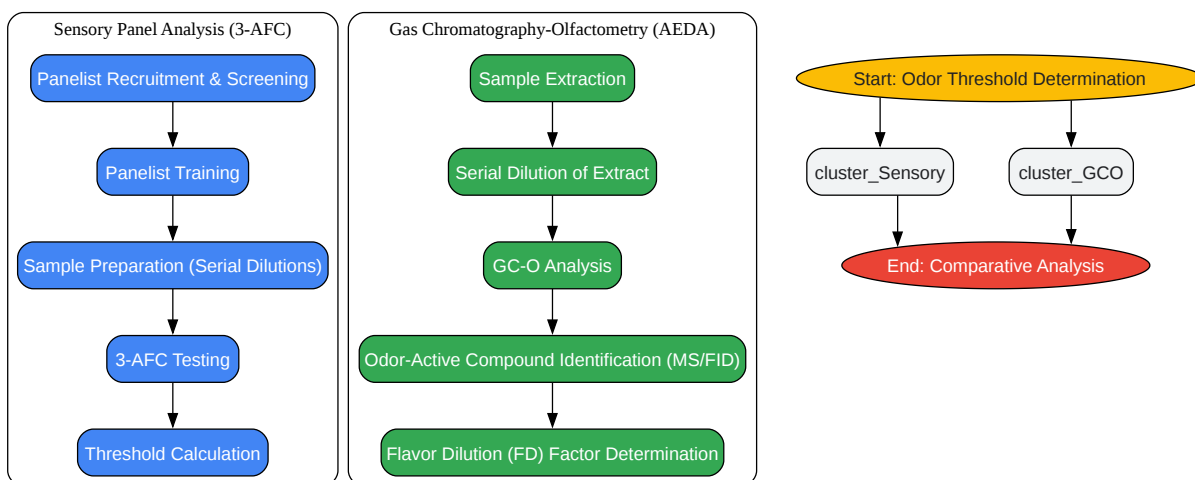 Sensory Panel Analysis (3-AFC)
Panelist Recruitment & Screening
Panelist Training
Sample Preparation (Serial Dilutions)
3-AFC Testing
Threshold Calculation
Gas Chromatography-Olfactometry (AEDA)
Sample Extraction
Serial Dilution of Extract
GC-O Analysis
Odor-Active Compound Identification (MS/FID)
Flavor Dilution (FD) Factor Determination
Start: Odor Threshold Determination
cluster_Sensory
cluster_GCO
End: Comparative Analysis